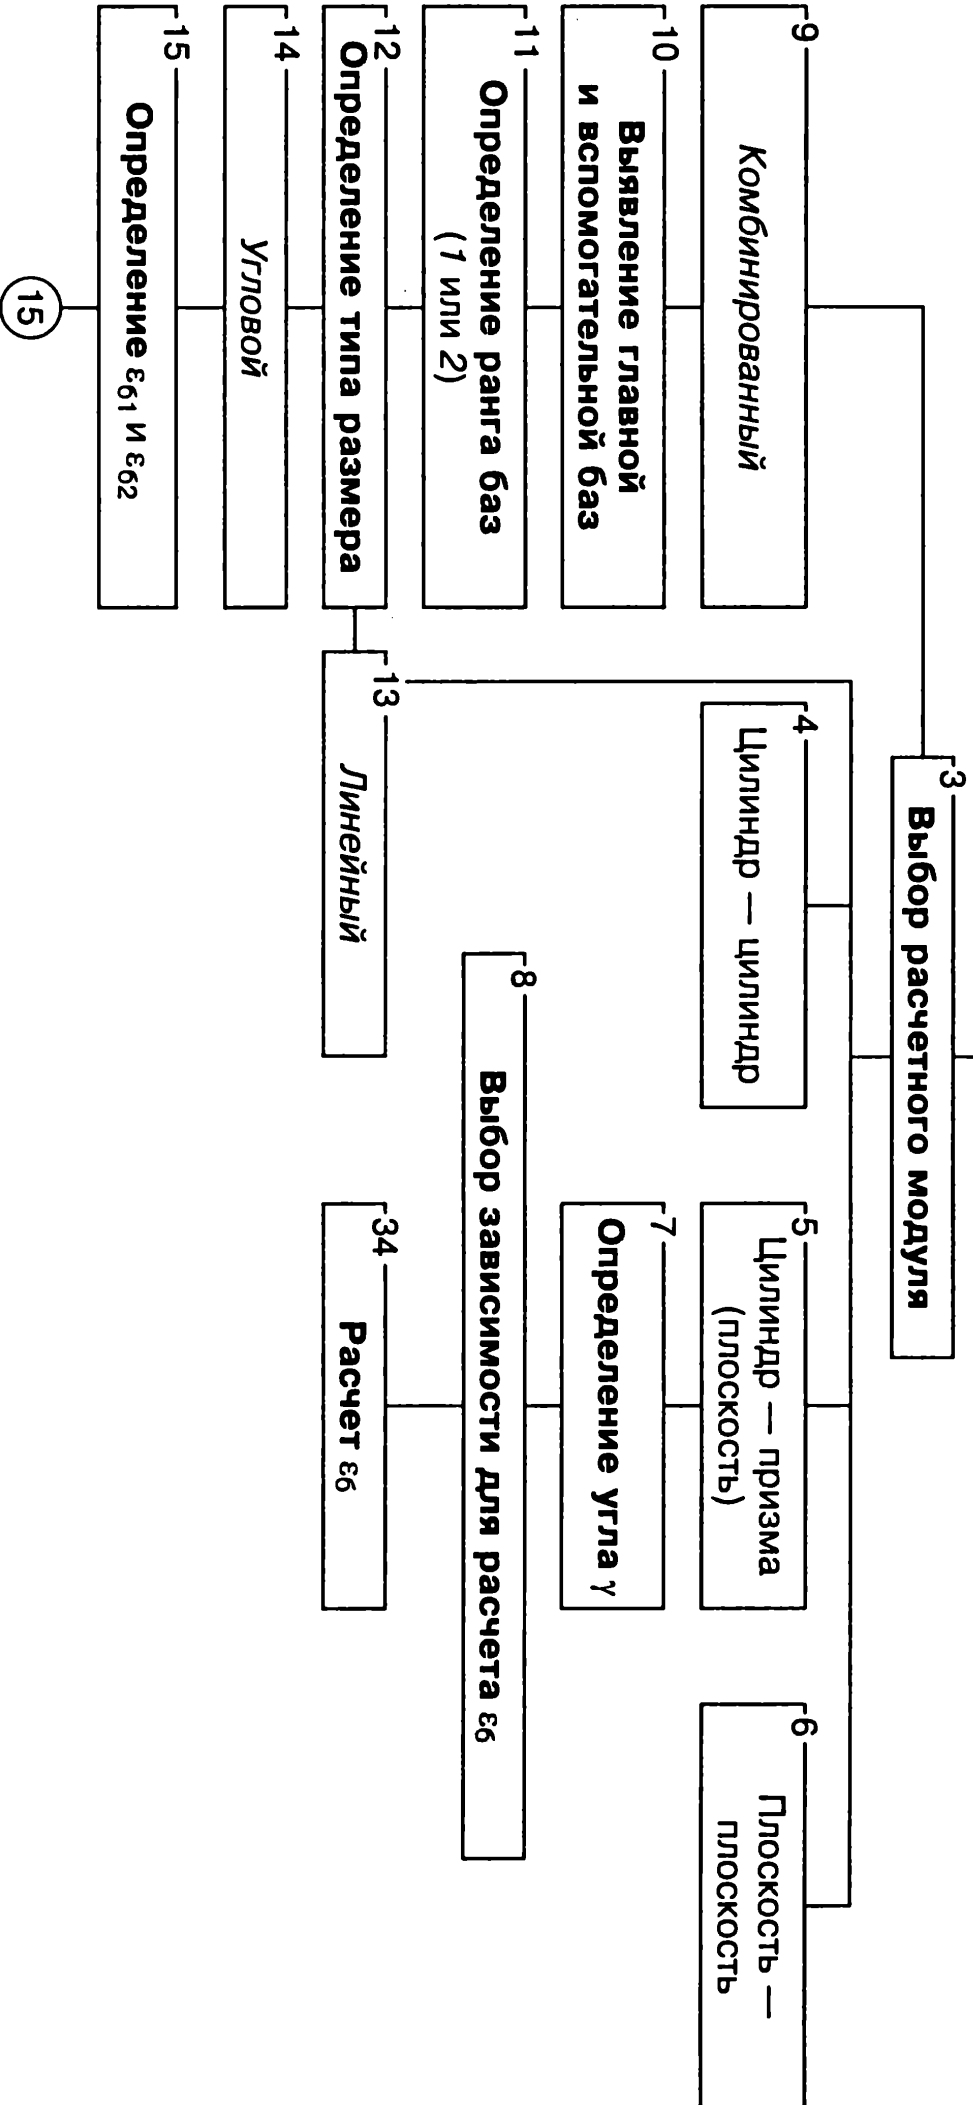 3
Выбор расчетного модуля
9
Комбинированный
4
Цилиндр — цилиндр
5
Цилиндр — призма
(плоскость)
6
Плоскость —
плоскость
10
Выявление главной
и вспомогательной баз
7
Определение угла γ
11
Определение ранга баз
(1 или 2)
8
Выбор зависимости для расчета εб
12
Определение типа размера
13
Линейный
34
Расчет εб
14
Угловой
15
Определение εб1 и εб2
15